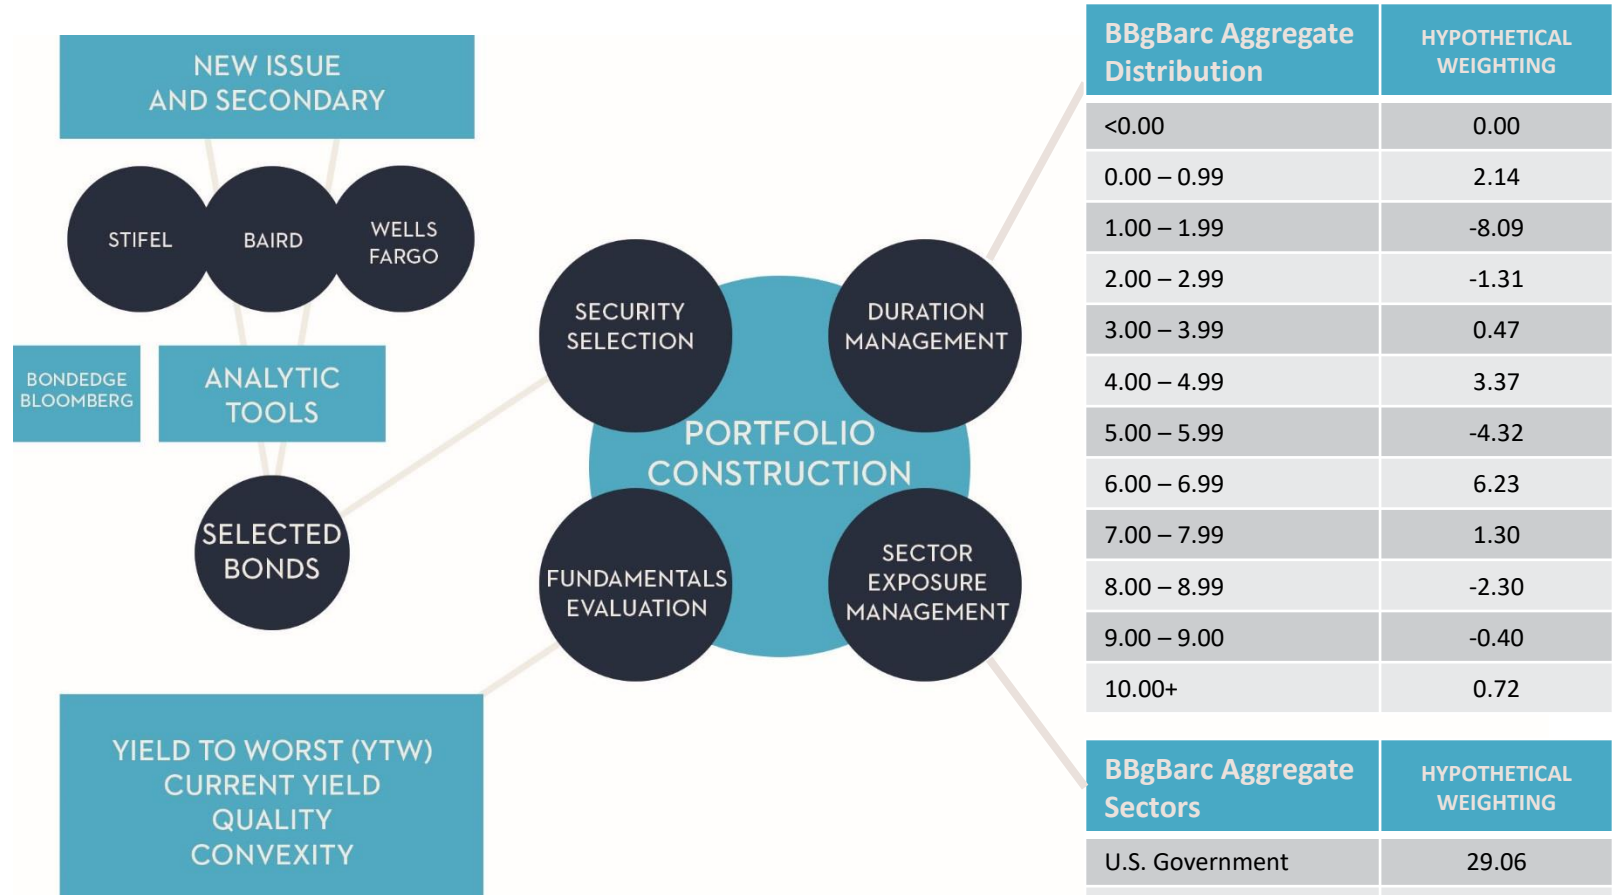 NEW ISSUE
AND SECONDARY
STIFEL
BAIRD
WELLS
FARGO
BONDEDGE
BLOOMBERG
ANALYTIC
TOOLS
SELECTED
BONDS
YIELD TO WORST (YTW)
CURRENT YIELD
QUALITY
CONVEXITY
SECURITY
SELECTION
DURATION
MANAGEMENT
PORTFOLIO
CONSTRUCTION
FUNDAMENTALS
EVALUATION
SECTOR
EXPOSURE
MANAGEMENT
BBgBarc Aggregate
Distribution
HYPOTHETICAL
WEIGHTING
<0.00 0.00
0.00 – 0.99 2.14
1.00 – 1.99 -8.09
2.00 – 2.99 -1.31
3.00 – 3.99 0.47
4.00 – 4.99 3.37
5.00 – 5.99 -4.32
6.00 – 6.99 6.23
7.00 – 7.99 1.30
8.00 – 8.99 -2.30
9.00 – 9.00 -0.40
10.00+ 0.72
BBgBarc Aggregate
Sectors
HYPOTHETICAL
WEIGHTING
U.S. Government 29.06